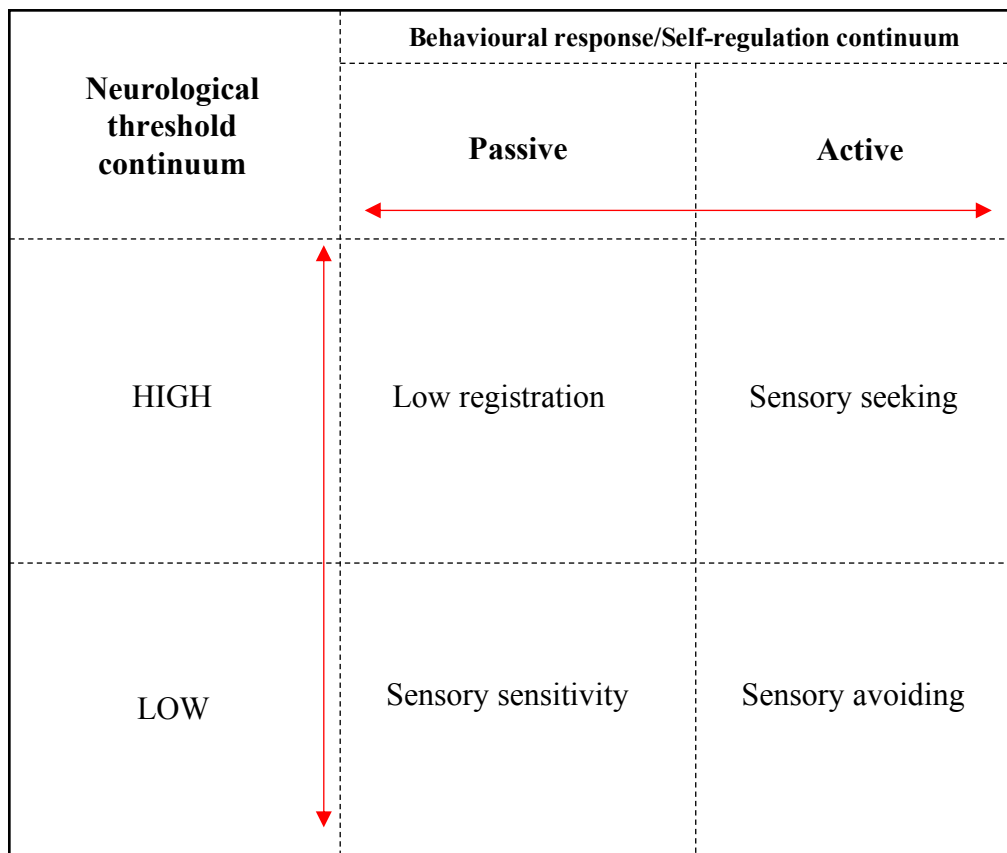 Behavioural response/Self-regulation continuum
Neurological
threshold
continuum
Passive
Active
HIGH
Low registration
Sensory seeking
LOW
Sensory sensitivity
Sensory avoiding